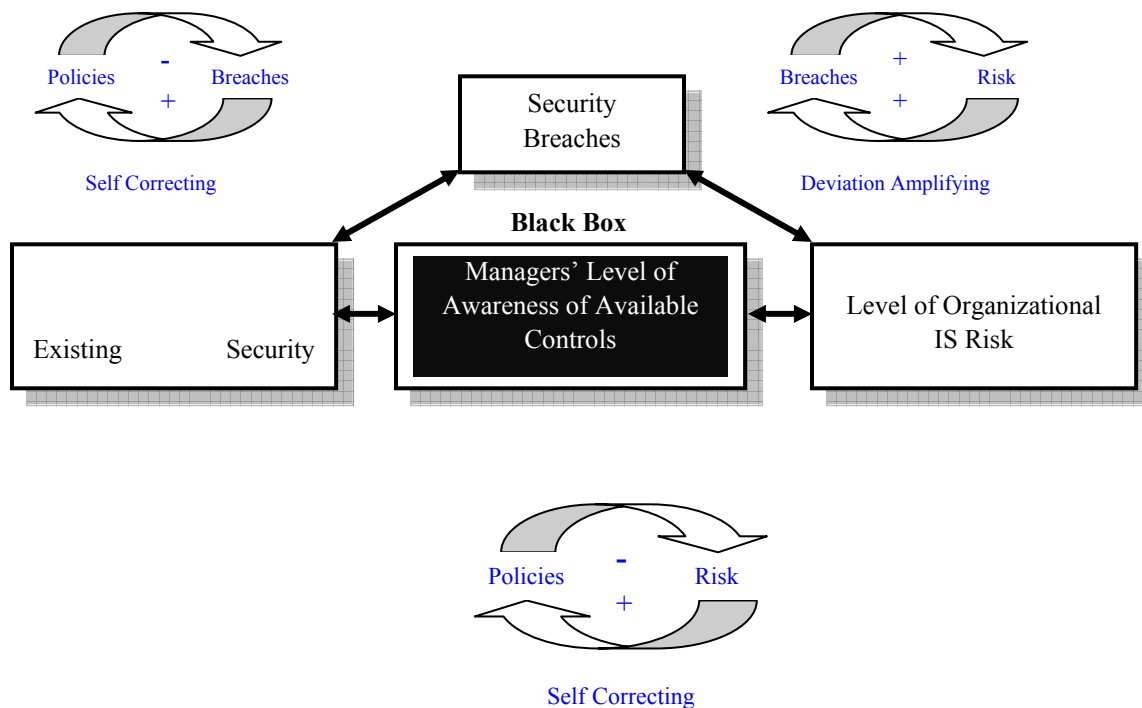 Policies - Breaches
+
Self Correcting
Breaches + Risk
+
Deviation Amplifying
Security
Breaches
Black Box
Existing Security
Managers’ Level of
Awareness of Available
Controls
Level of Organizational
IS Risk
Policies - Risk
+
Self Correcting